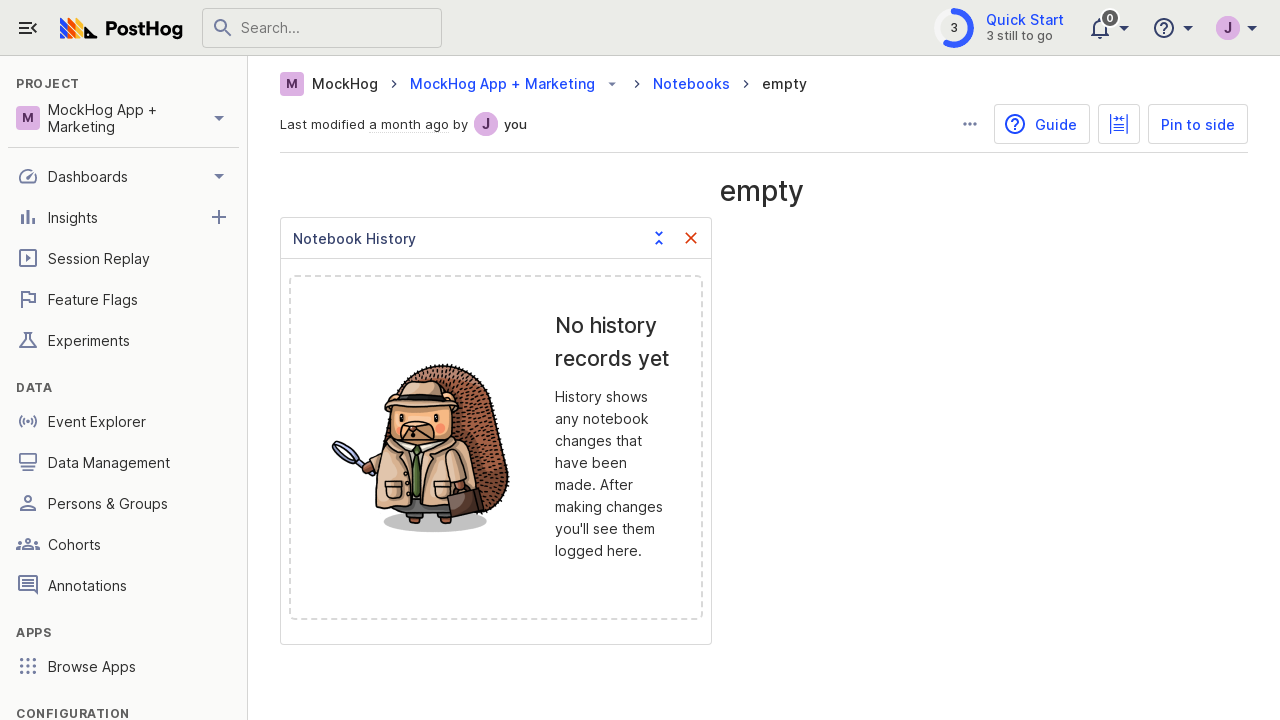 PostHog
Search...
3
Quick Start
3 still to go
0
J
PROJECT
M
MockHog App +
Marketing
Dashboards
Insights
Session Replay
Feature Flags
Experiments
DATA
Event Explorer
Data Management
Persons & Groups
Cohorts
Annotations
APPS
Browse Apps
CONFIGURATION
M MockHog
MockHog App + Marketing
Notebooks
empty
Last modified a month ago by J you
Guide
Pin to side
empty
Notebook History
No history
records yet
History shows
any notebook
changes that
have been
made. After
making changes
you'll see them
logged here.